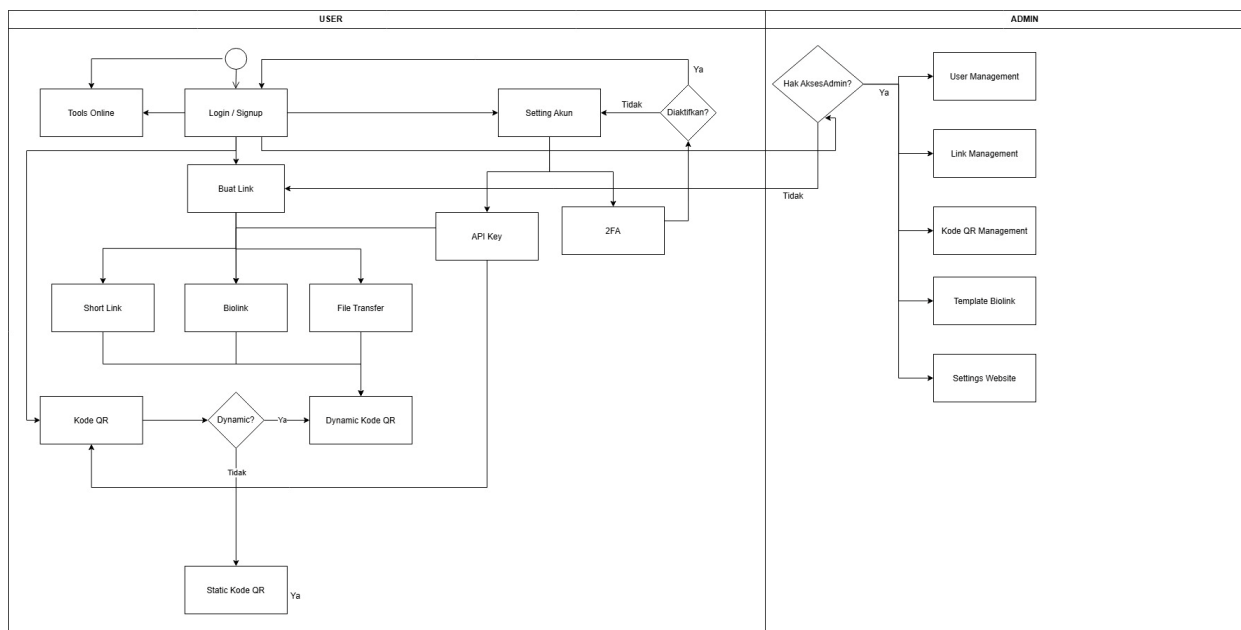 USER
ADMIN
Ya
Hak AksesAdmin?
User Management
Tools Online
Login / Signup
Setting Akun
Tidak
Diaktifkan?
Ya
Link Management
Buat Link
Tidak
API Key
2FA
Kode QR Management
Short Link
Biolink
File Transfer
Template Biolink
Settings Website
Kode QR
Dynamic?
Ya
Dynamic Kode QR
Tidak
Static Kode QR
Ya